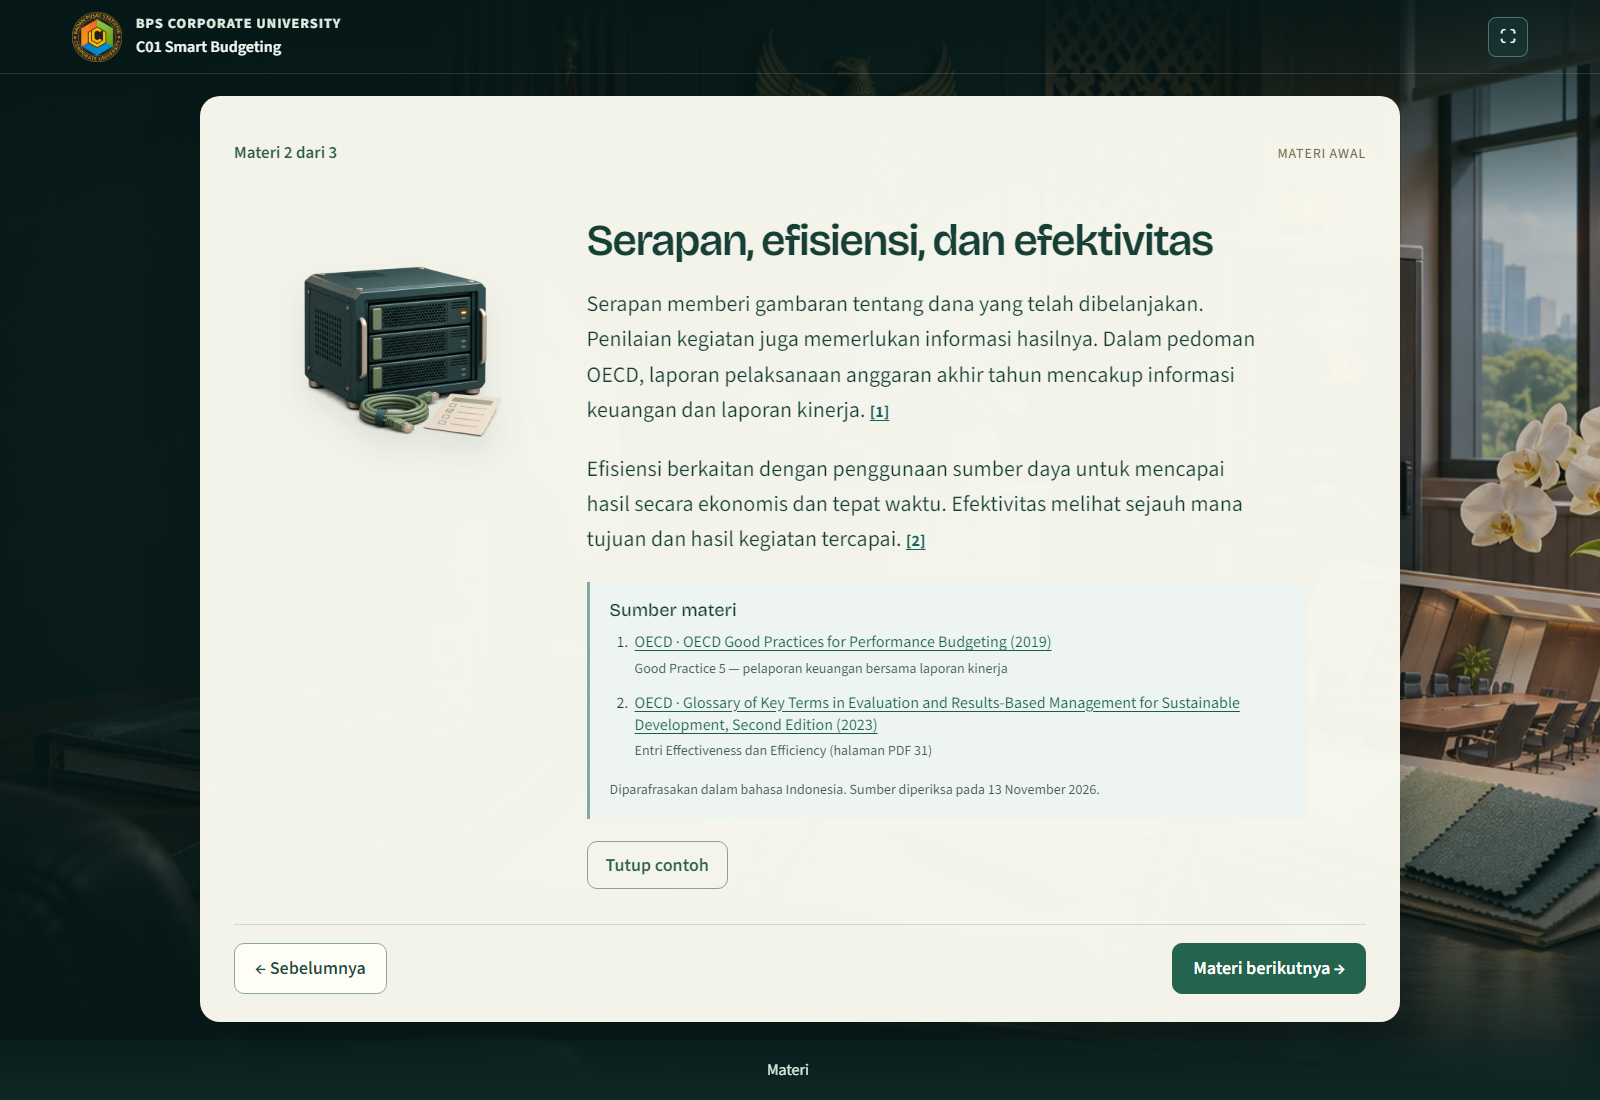 BPS CORPORATE UNIVERSITY
C01 Smart Budgeting
Materi 2 dari 3
MATERI AWAL
Serapan, efisiensi, dan efektivitas
Serapan memberi gambaran tentang dana yang telah dibelanjakan.
Penilaian kegiatan juga memerlukan informasi hasilnya. Dalam pedoman
OECD, laporan pelaksanaan anggaran akhir tahun mencakup informasi
keuangan dan laporan kinerja. [1]
Efisiensi berkaitan dengan penggunaan sumber daya untuk mencapai
hasil secara ekonomis dan tepat waktu. Efektivitas melihat sejauh mana
tujuan dan hasil kegiatan tercapai. [2]
Sumber materi
1. OECD · OECD Good Practices for Performance Budgeting (2019)
Good Practice 5 — pelaporan keuangan bersama laporan kinerja
2. OECD · Glossary of Key Terms in Evaluation and Results-Based Management for Sustainable
Development, Second Edition (2023)
Entri Effectiveness dan Efficiency (halaman PDF 31)
Diparafrasakan dalam bahasa Indonesia. Sumber diperiksa pada 13 November 2026.
Tutup contoh
← Sebelumnya
Materi berikutnya →
Materi